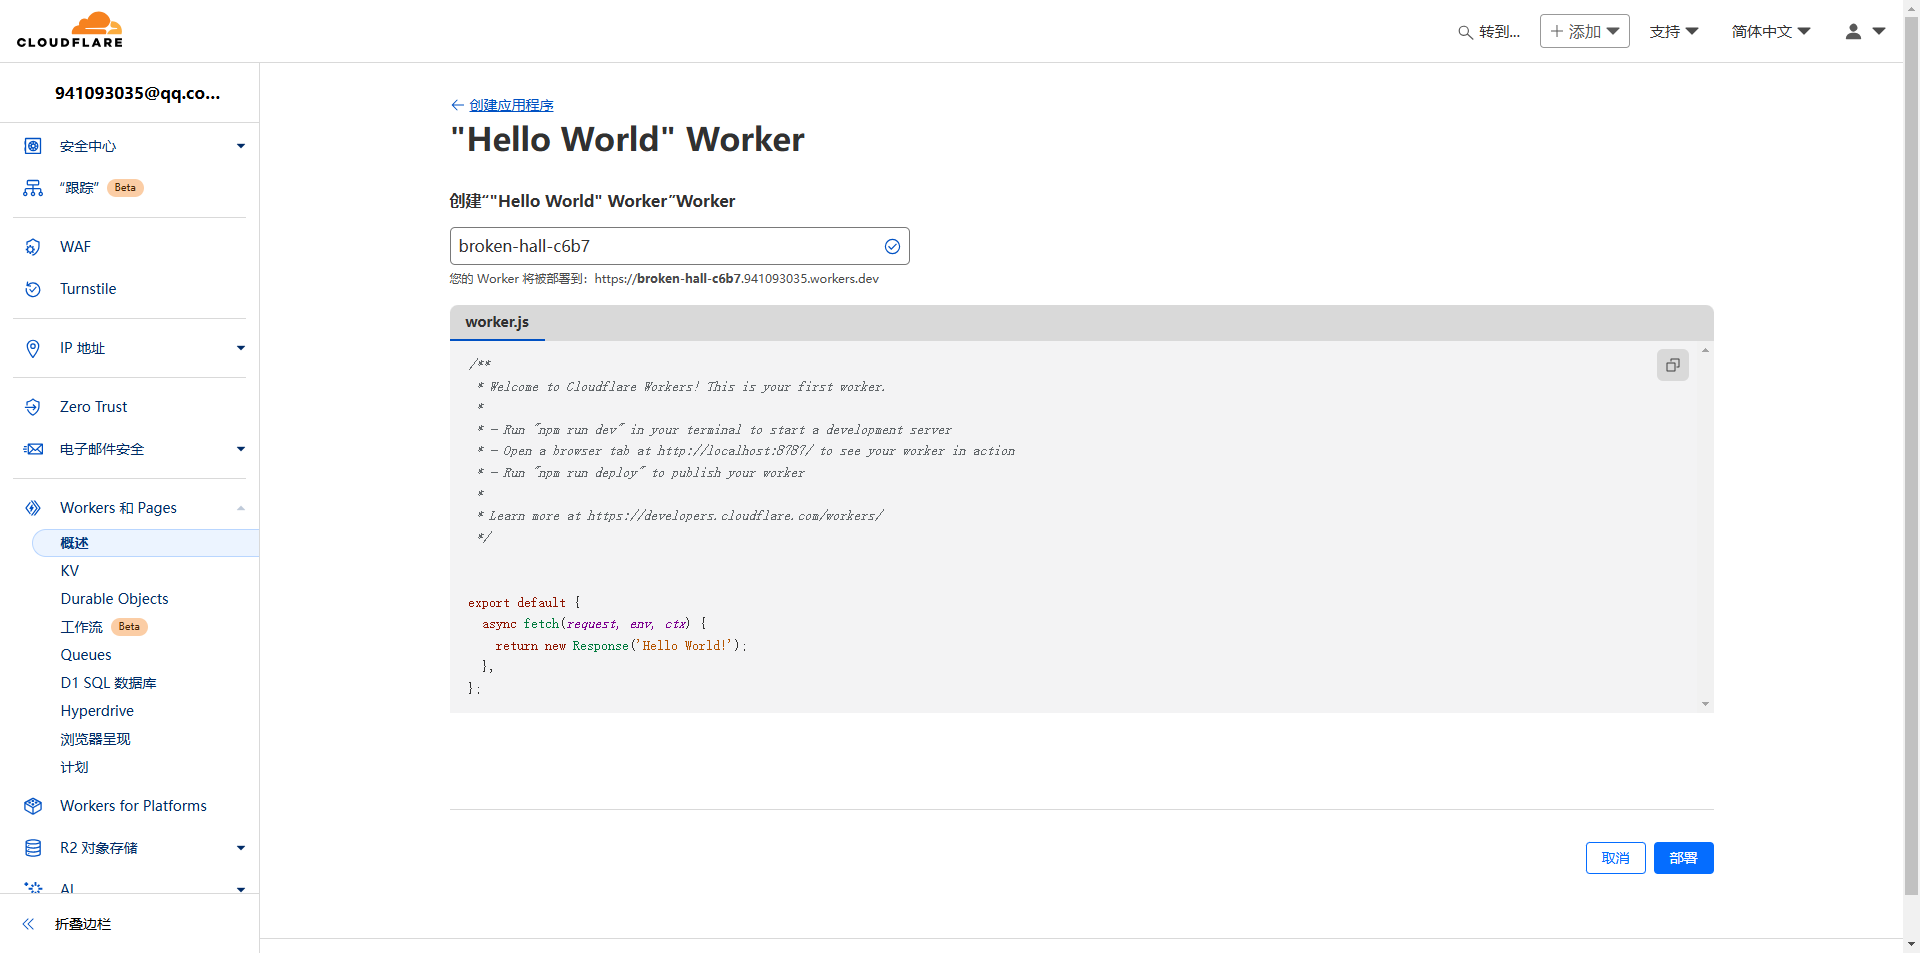 CLOUDFLARE
转到...
添加
支持
简体中文
941093035@qq.co...
安全中心
“跟踪” Beta
WAF
Turnstile
IP 地址
Zero Trust
电子邮件安全
Workers 和 Pages
概述
KV
Durable Objects
工作流 Beta
Queues
D1 SQL 数据库
Hyperdrive
浏览器呈现
计划
Workers for Platforms
R2 对象存储
AI
折叠边栏
← 创建应用程序
"Hello World" Worker
创建“"Hello World" Worker”Worker
broken-hall-c6b7
您的 Worker 将被部署到：https://broken-hall-c6b7.941093035.workers.dev
worker.js
/**
 * Welcome to Cloudflare Workers! This is your first worker.
 *
 * - Run "npm run dev" in your terminal to start a development server
 * - Open a browser tab at http://localhost:8787/ to see your worker in action
 * - Run "npm run deploy" to publish your worker
 *
 * Learn more at https://developers.cloudflare.com/workers/
 */
export default {
  async fetch(request, env, ctx) {
    return new Response('Hello World!');
  },
};
取消
部署